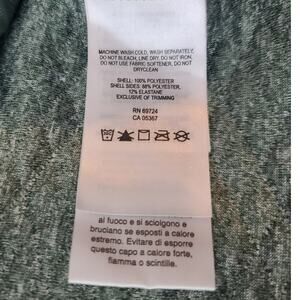 MACHINE WASH COLD, WASH SEPARATELY,
DO NOT BLEACH, LINE DRY, DO NOT IRON,
DO NOT USE FABRIC SOFTENER, DO NOT
DRYCLEAN
SHELL: 100% POLYESTER
SHELL SIDES: 88% POLYESTER,
12% ELASTANE
EXCLUSIVE OF TRIMMING
RN 69724
CA 05367
al fuoco e si sciolgono e
bruciano se esposti a calore
estremo. Evitare di esporre
questo capo a calore forte,
fiamma o scintille.